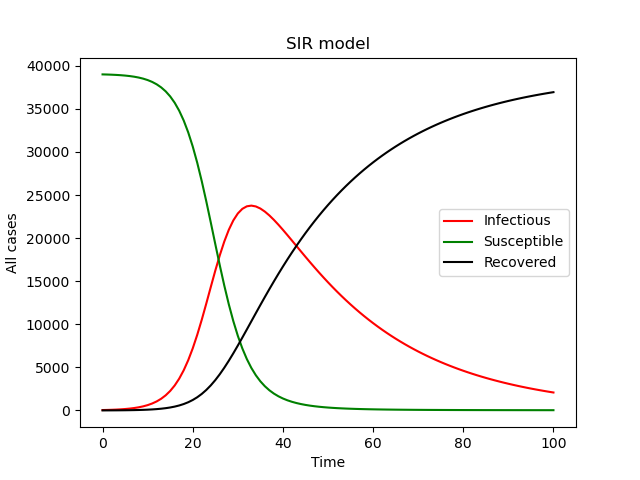 SIR model
All cases
40000
35000
30000
25000
20000
15000
10000
5000
0
Infectious
Susceptible
Recovered
0 20 40 60 80 100
Time